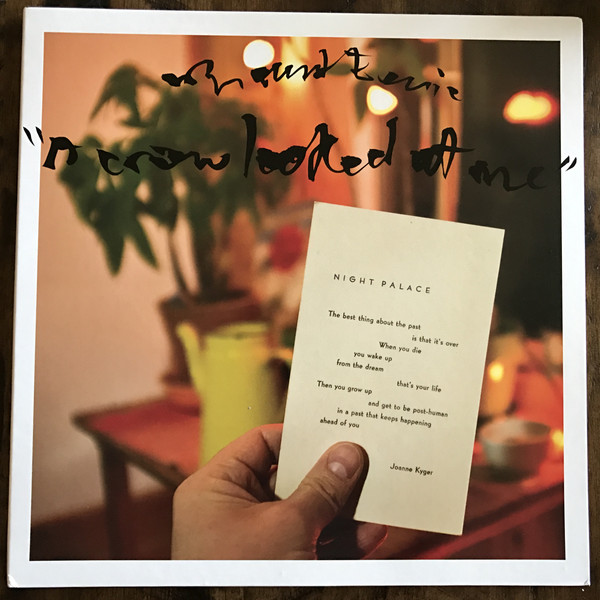 mount eerie
"A crow looked at me"
NIGHT PALACE
The best thing about the past
is that it's over
When you die
you wake up
from the dream
that's your life
Then you grow up
and get to be post-human
in a past that keeps happening
ahead of you
Joanne Kyger